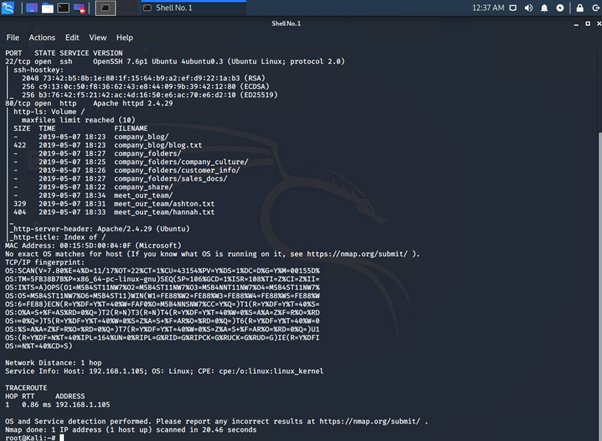 12:37 AM
Shell No. 1
Shell No. 1
File Actions Edit View Help
PORT STATE SERVICE VERSION
22/tcp open ssh OpenSSH 7.6p1 Ubuntu 4ubuntu0.3 (Ubuntu Linux; protocol 2.0)
| ssh-hostkey:
| 2048 73:42:b5:8b:1e:80:1f:15:64:b9:a2:ef:d9:22:1a:b3 (RSA)
| 256 c9:13:0c:50:f8:36:62:43:e8:44:09:9b:39:42:12:80 (ECDSA)
|_ 256 b3:76:42:f5:21:42:ac:4d:16:50:e6:ac:70:e6:d2:10 (ED25519)
80/tcp open http Apache httpd 2.4.29
| http-ls: Volume /
| maxfiles limit reached (10)
| SIZE TIME FILENAME
| - 2019-05-07 18:23 company_blog/
| 422 2019-05-07 18:23 company_blog/blog.txt
| - 2019-05-07 18:27 company_folders/
| - 2019-05-07 18:25 company_folders/company_culture/
| - 2019-05-07 18:26 company_folders/customer_info/
| - 2019-05-07 18:27 company_folders/sales_docs/
| - 2019-05-07 18:22 company_share/
| - 2019-05-07 18:34 meet_our_team/
| 329 2019-05-07 18:31 meet_our_team/ashton.txt
| 404 2019-05-07 18:33 meet_our_team/hannah.txt
|_
|_http-server-header: Apache/2.4.29 (Ubuntu)
|_http-title: Index of /
MAC Address: 00:15:5D:00:04:0F (Microsoft)
No exact OS matches for host (If you know what OS is running on it, see https://nmap.org/submit/ ).
TCP/IP fingerprint:
OS:SCAN(V=7.80%E=4%D=11/17%OT=22%CT=1%CU=43154%PV=Y%DS=1%DC=D%G=Y%M=00155D%
OS:TM=5FB38B7B%P=x86_64-pc-linux-gnu)SEQ(SP=106%GCD=1%ISR=108%TI=Z%CI=Z%II=
OS:I%TS=A)OPS(O1=M5B4ST11NW7%O2=M5B4ST11NW7%O3=M5B4NNT11NW7%O4=M5B4ST11NW7%
OS:O5=M5B4ST11NW7%O6=M5B4ST11)WIN(W1=FE88%W2=FE88%W3=FE88%W4=FE88%W5=FE88%W
OS:6=FE88)ECN(R=Y%DF=Y%T=40%W=FAF0%O=M5B4NNSNW7%CC=Y%Q=)T1(R=Y%DF=Y%T=40%S=
OS:O%A=S+%F=AS%RD=0%Q=)T2(R=N)T3(R=N)T4(R=Y%DF=Y%T=40%W=0%S=A%A=Z%F=R%O=%RD
OS:=0%Q=)T5(R=Y%DF=Y%T=40%W=0%S=Z%A=S+%F=AR%O=%RD=0%Q=)T6(R=Y%DF=Y%T=40%W=0
OS:%S=A%A=Z%F=R%O=%RD=0%Q=)T7(R=Y%DF=Y%T=40%W=0%S=Z%A=S+%F=AR%O=%RD=0%Q=)U1
OS:(R=Y%DF=N%T=40%IPL=164%UN=0%RIPL=G%RID=G%RIPCK=G%RUCK=G%RUD=G)IE(R=Y%DFI
OS:=N%T=40%CD=S)
Network Distance: 1 hop
Service Info: Host: 192.168.1.105; OS: Linux; CPE: cpe:/o:linux:linux_kernel
TRACEROUTE
HOP RTT ADDRESS
1 0.86 ms 192.168.1.105
OS and Service detection performed. Please report any incorrect results at https://nmap.org/submit/ .
Nmap done: 1 IP address (1 host up) scanned in 20.46 seconds
root@Kali:~#